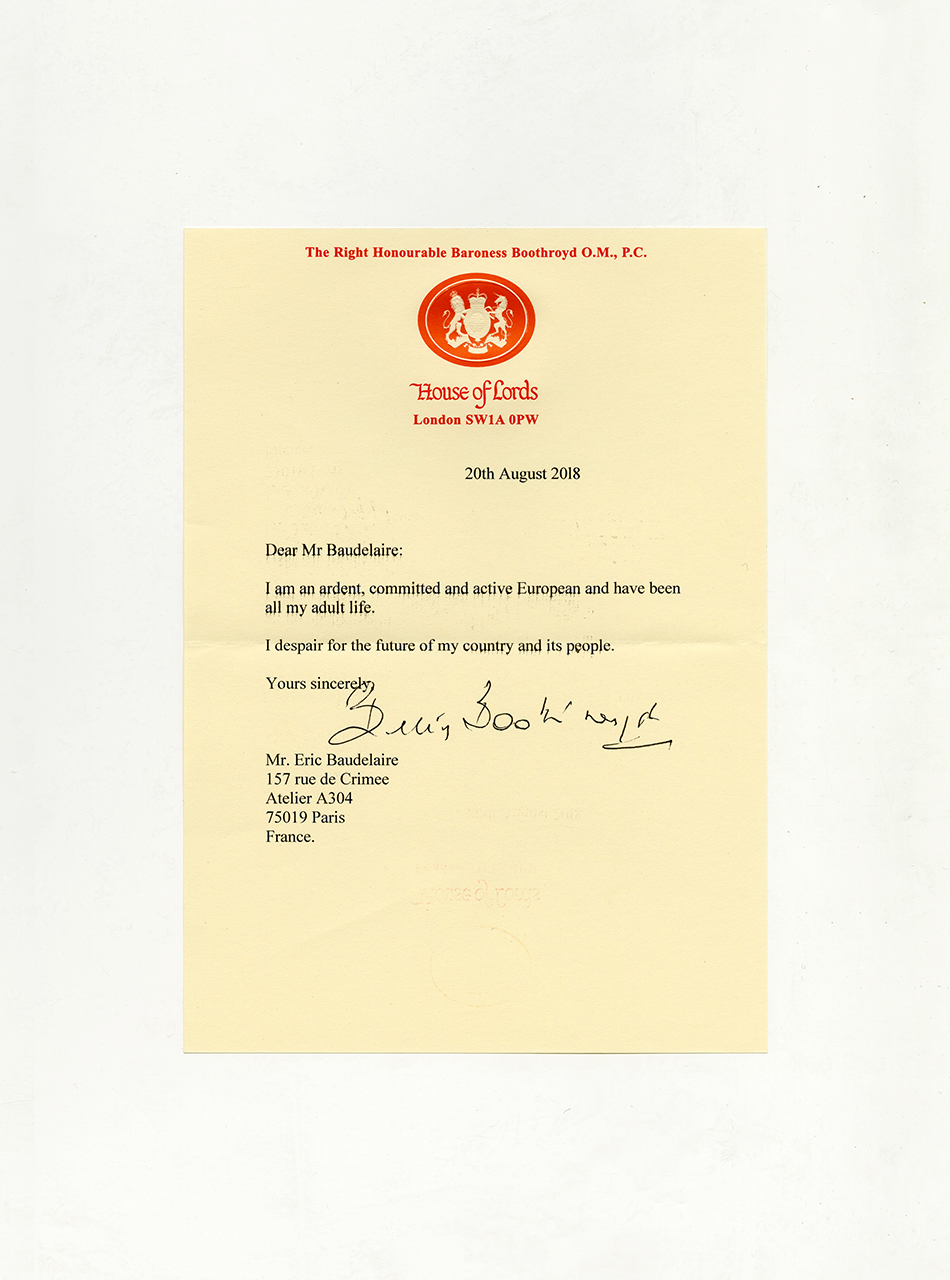 The Right Honourable Baroness Boothroyd O.M., P.C.
House of Lords
London SW1A 0PW
20th August 2018
Dear Mr Baudelaire:
I am an ardent, committed and active European and have been
all my adult life.
I despair for the future of my country and its people.
Yours sincerely,
Betty Boothroyd
Mr. Eric Baudelaire
157 rue de Crimee
Atelier A304
75019 Paris
France.